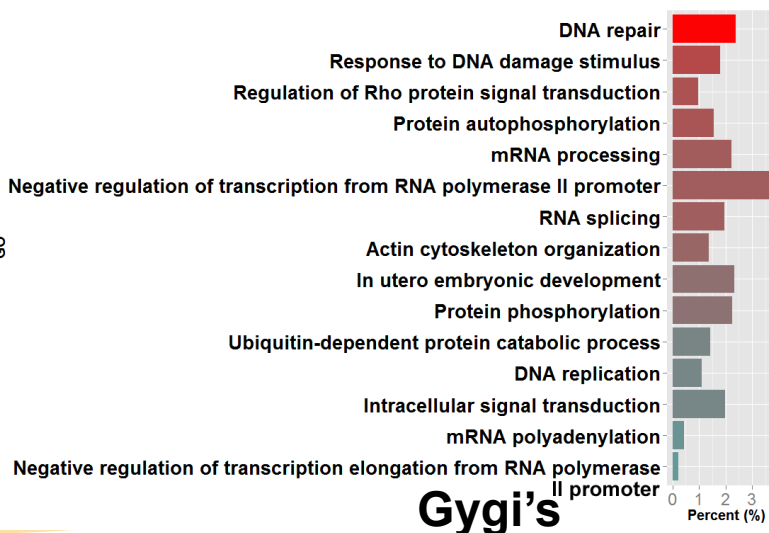 DNA repair
Response to DNA damage stimulus
Regulation of Rho protein signal transduction
Protein autophosphorylation
mRNA processing
Negative regulation of transcription from RNA polymerase II promoter
RNA splicing
GO
Actin cytoskeleton organization
In utero embryonic development
Protein phosphorylation
Ubiquitin-dependent protein catabolic process
DNA replication
Intracellular signal transduction
mRNA polyadenylation
Negative regulation of transcription elongation from RNA polymerase
II promoter
0 1 2 3
Percent (%)
Gygi's